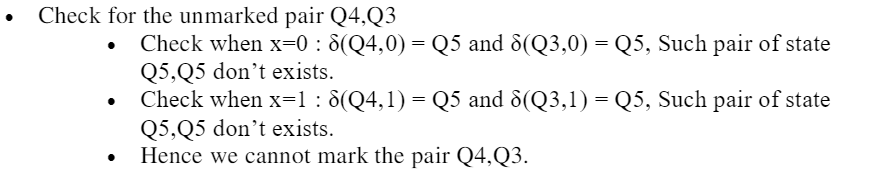 • Check for the unmarked pair Q4,Q3
• Check when x=0 : δ(Q4,0) = Q5 and δ(Q3,0) = Q5, Such pair of state
Q5,Q5 don’t exists.
• Check when x=1 : δ(Q4,1) = Q5 and δ(Q3,1) = Q5, Such pair of state
Q5,Q5 don’t exists.
• Hence we cannot mark the pair Q4,Q3.